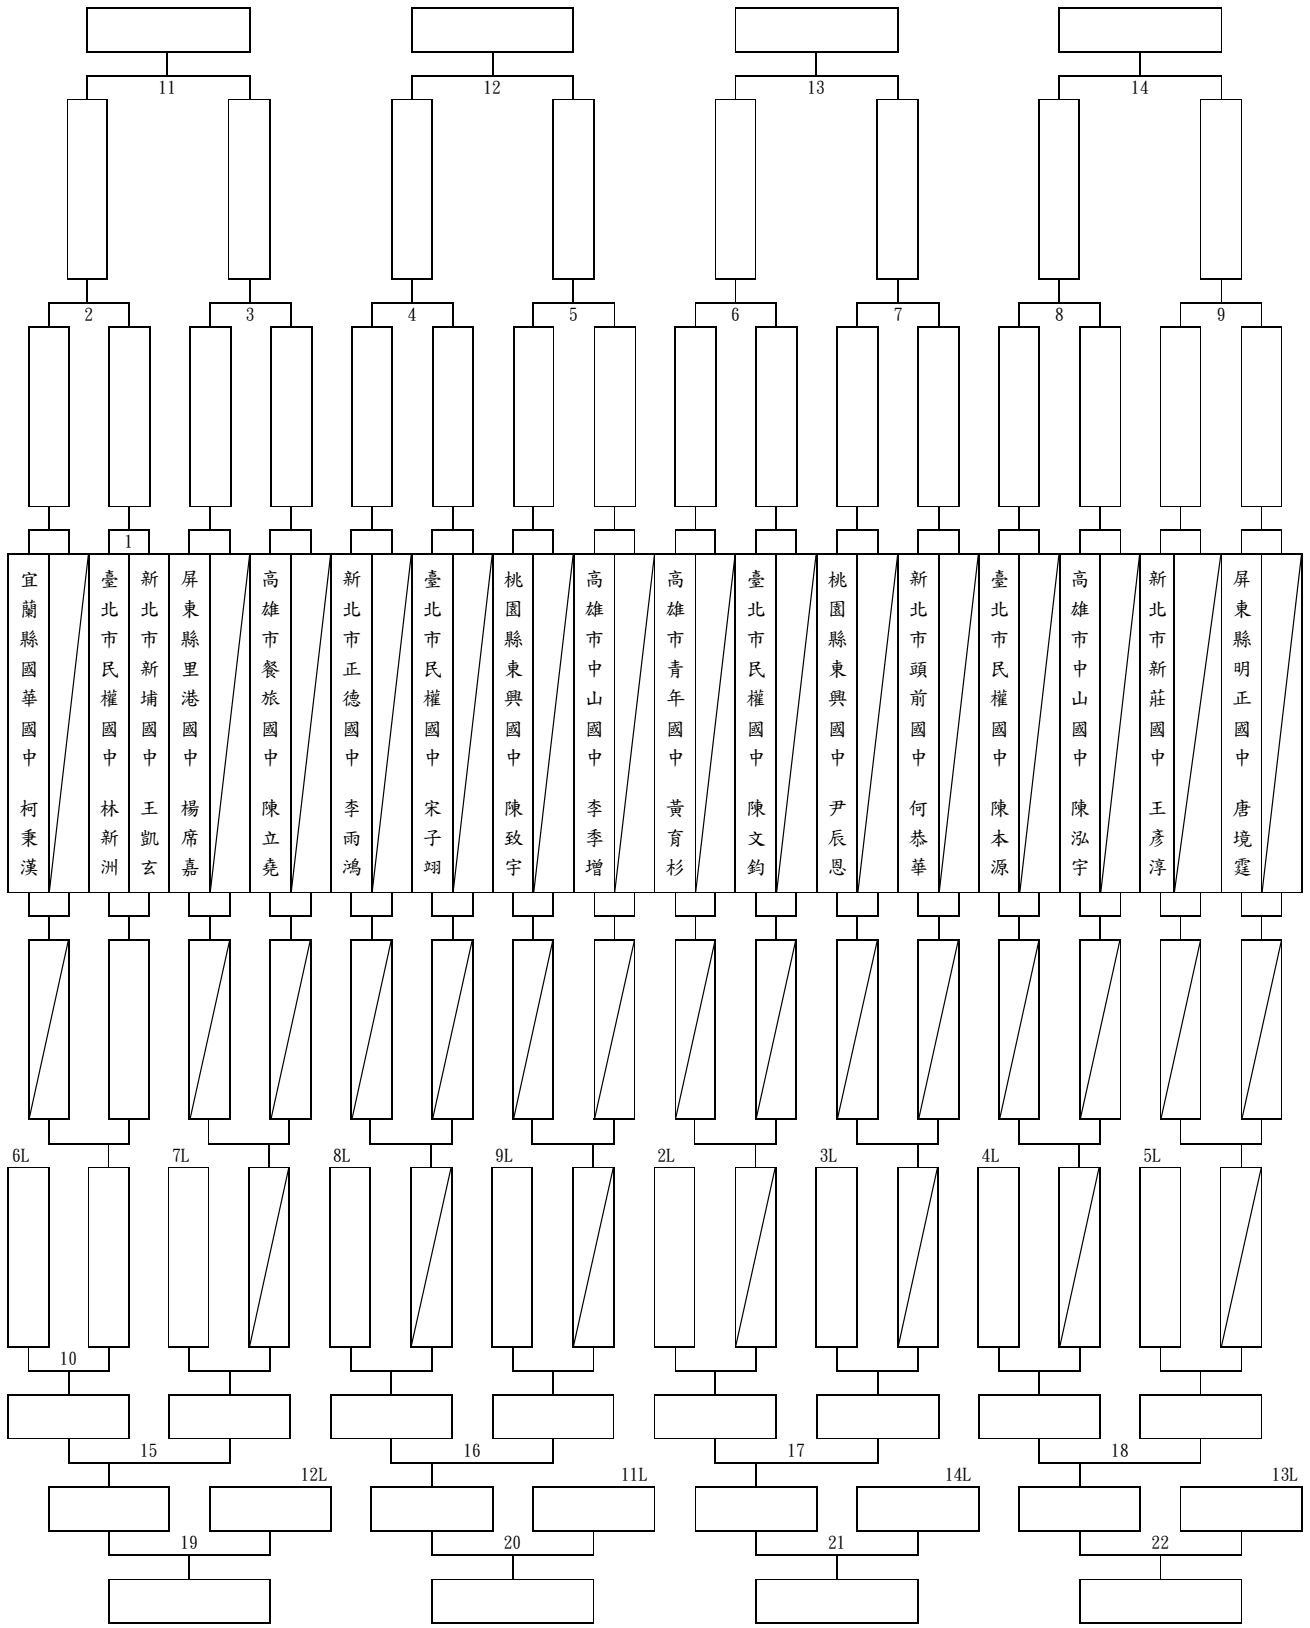 11 12 13 14
2 3 4 5 6 7 8 9
1
宜蘭縣國華國中 柯秉漢
臺北市民權國中 林新洲
新北市新埔國中 王凱玄
屏東縣里港國中 楊席嘉
高雄市餐旅國中 陳立堯
新北市正德國中 李雨鴻
臺北市民權國中 宋子翊
桃園縣東興國中 陳致宇
高雄市中山國中 李季增
高雄市青年國中 黃育杉
臺北市民權國中 陳文鈞
桃園縣東興國中 尹辰恩
新北市頭前國中 何恭華
臺北市民權國中 陳本源
高雄市中山國中 陳泓宇
新北市新莊國中 王彥淳
屏東縣明正國中 唐境霆
6L 7L 8L 9L 2L 3L 4L 5L
10
15 16 17 18
12L 11L 14L 13L
19 20 21 22